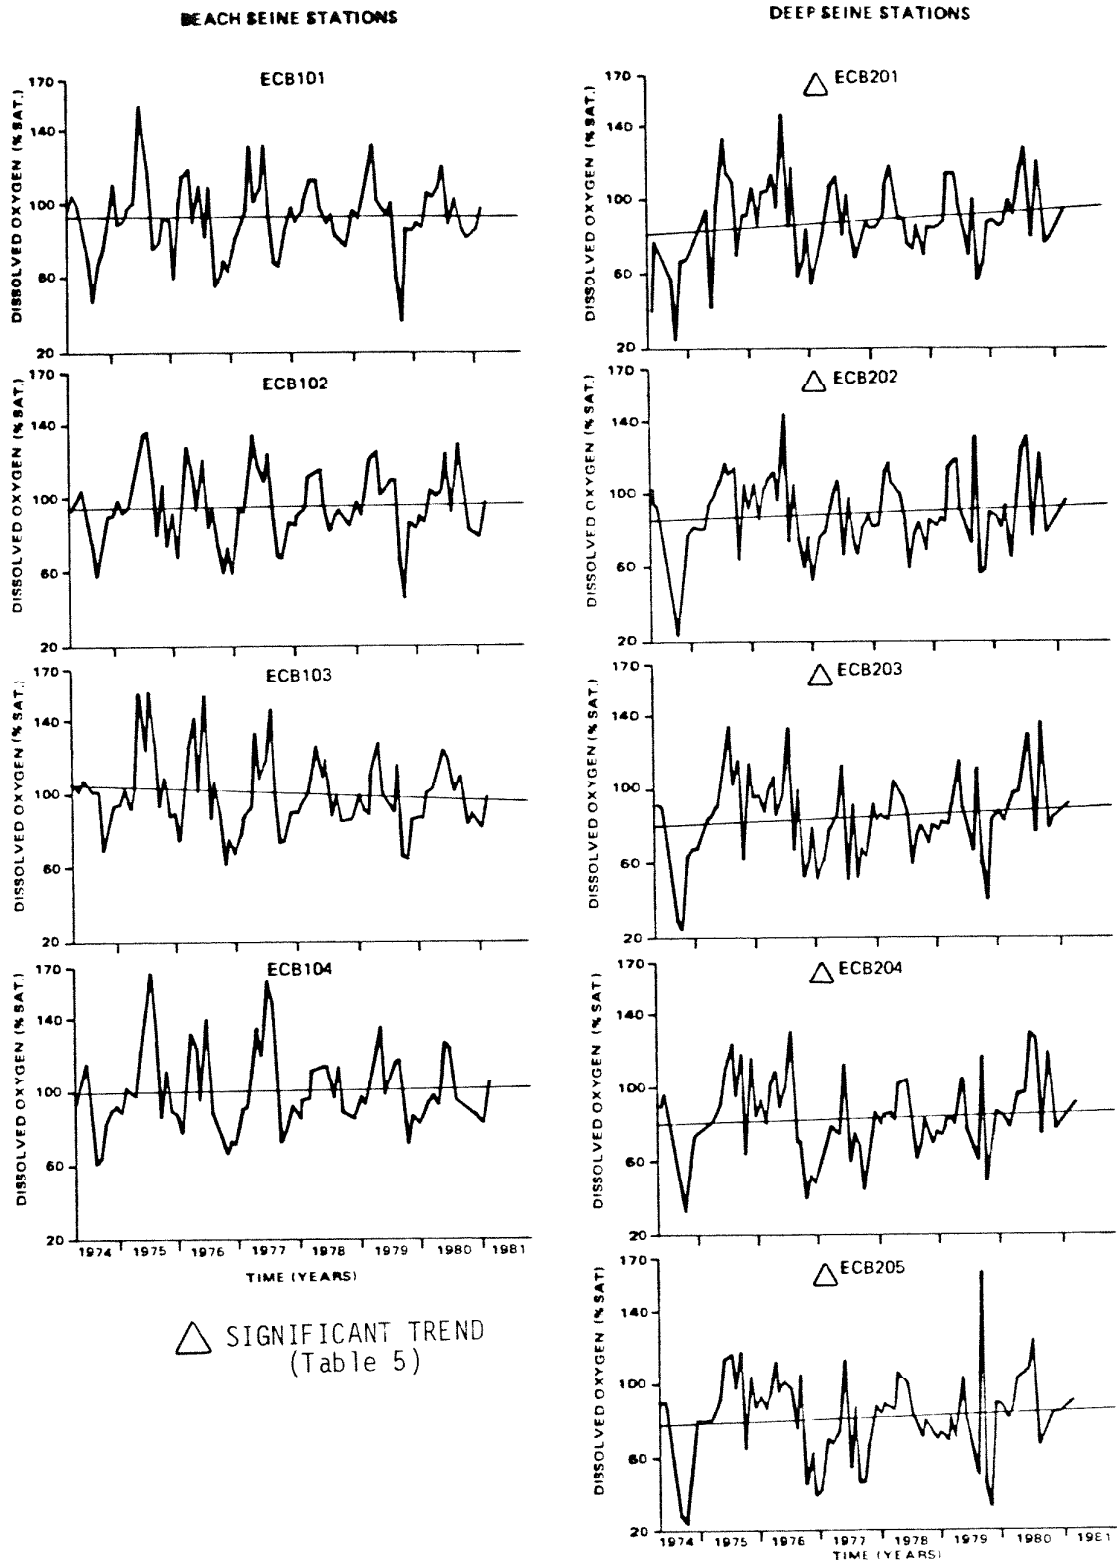 BEACH SEINE STATIONS
ECB101
DISSOLVED OXYGEN (% SAT.)
170
140
100
60
20
ECB102
DISSOLVED OXYGEN (% SAT.)
170
140
100
60
20
ECB103
DISSOLVED OXYGEN (% SAT.)
170
140
100
60
20
ECB104
DISSOLVED OXYGEN (% SAT.)
170
140
100
60
20
1974 1975 1976 1977 1978 1979 1980 1981
TIME (YEARS)
△ SIGNIFICANT TREND
(Table 5)
DEEP SEINE STATIONS
△ ECB201
DISSOLVED OXYGEN (% SAT.)
170
140
100
60
20
△ ECB202
DISSOLVED OXYGEN (% SAT.)
170
140
100
60
20
△ ECB203
DISSOLVED OXYGEN (% SAT.)
170
140
100
60
20
△ ECB204
DISSOLVED OXYGEN (% SAT.)
170
140
100
60
20
△ ECB205
DISSOLVED OXYGEN (% SAT)
170
140
100
60
20
1974 1975 1976 1977 1978 1979 1980 1981
TIME (YEARS)